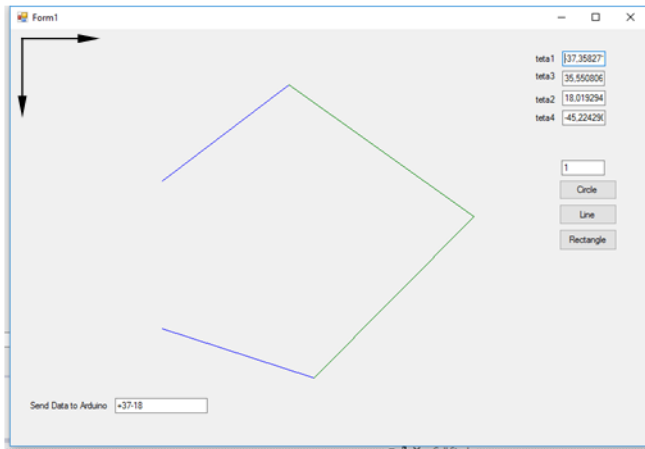 Form1
teta1 -37,35827
teta3 35,550806
teta2 18,019294
teta4 -45,22429
1
Circle
Line
Rectangle
Send Data to Arduino +37-18